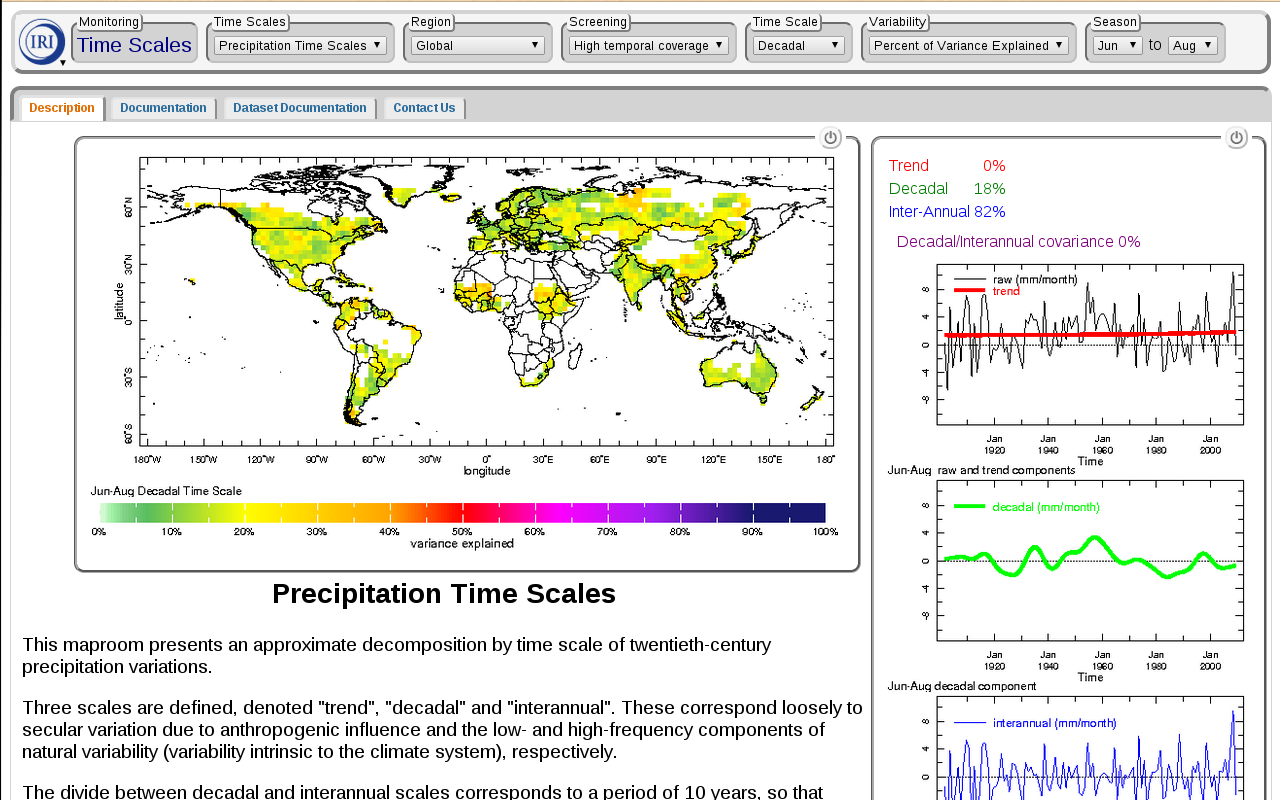 IRI
Monitoring
Time Scales
Time Scales
Precipitation Time Scales
Region
Global
Screening
High temporal coverage
Time Scale
Decadal
Variability
Percent of Variance Explained
Season
Jun to Aug
Description
Documentation
Dataset Documentation
Contact Us
60°N
30°N
0°
30°S
60°S
latitude
180°W 150°W 120°W 90°W 60°W 30°W 0° 30°E 60°E 90°E 120°E 150°E 180°
longitude
Jun-Aug Decadal Time Scale
0% 10% 20% 30% 40% 50% 60% 70% 80% 90% 100%
variance explained
Trend 0%
Decadal 18%
Inter-Annual 82%
Decadal/Interannual covariance 0%
raw (mm/month)
trend
8
4
0
-4
-8
Jan Jan Jan Jan Jan
1920 1940 1960 1980 2000
Time
Jun-Aug raw and trend components
decadal (mm/month)
8
4
0
-4
-8
Jan Jan Jan Jan Jan
1920 1940 1960 1980 2000
Time
Jun-Aug decadal component
interannual (mm/month)
8
4
0
Precipitation Time Scales
This maproom presents an approximate decomposition by time scale of twentieth-century
precipitation variations.
Three scales are defined, denoted "trend", "decadal" and "interannual". These correspond loosely to
secular variation due to anthropogenic influence and the low- and high-frequency components of
natural variability (variability intrinsic to the climate system), respectively.
The divide between decadal and interannual scales corresponds to a period of 10 years, so that